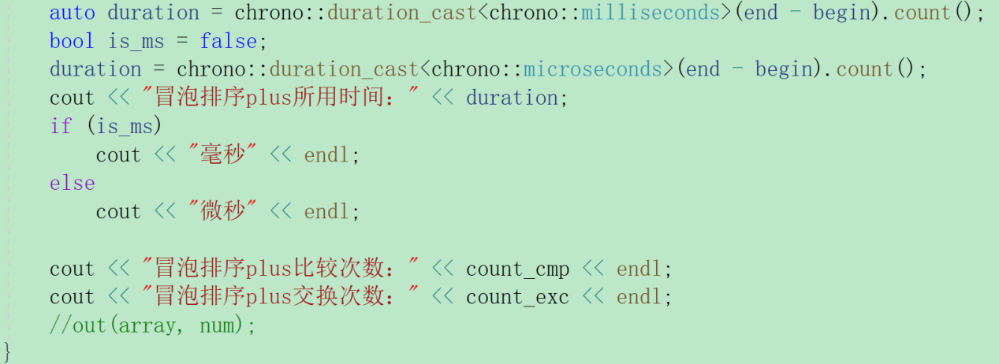 auto duration = chrono::duration_cast<chrono::milliseconds>(end - begin).count();
bool is_ms = false;
duration = chrono::duration_cast<chrono::microseconds>(end - begin).count();
cout << "冒泡排序plus所用时间：" << duration;
if (is_ms)
cout << "毫秒" << endl;
else
cout << "微秒" << endl;
cout << "冒泡排序plus比较次数：" << count_cmp << endl;
cout << "冒泡排序plus交换次数：" << count_exc << endl;
//out(array, num);
}